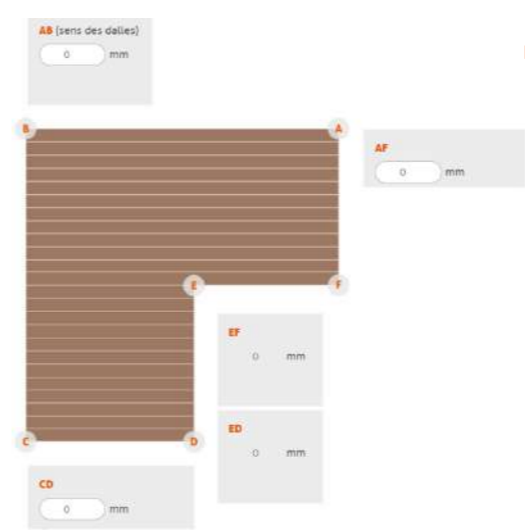 AB (sens des dalles)
0 mm
B
A
AF
0 mm
E
F
EF
0 mm
ED
0 mm
C
D
CD
0 mm